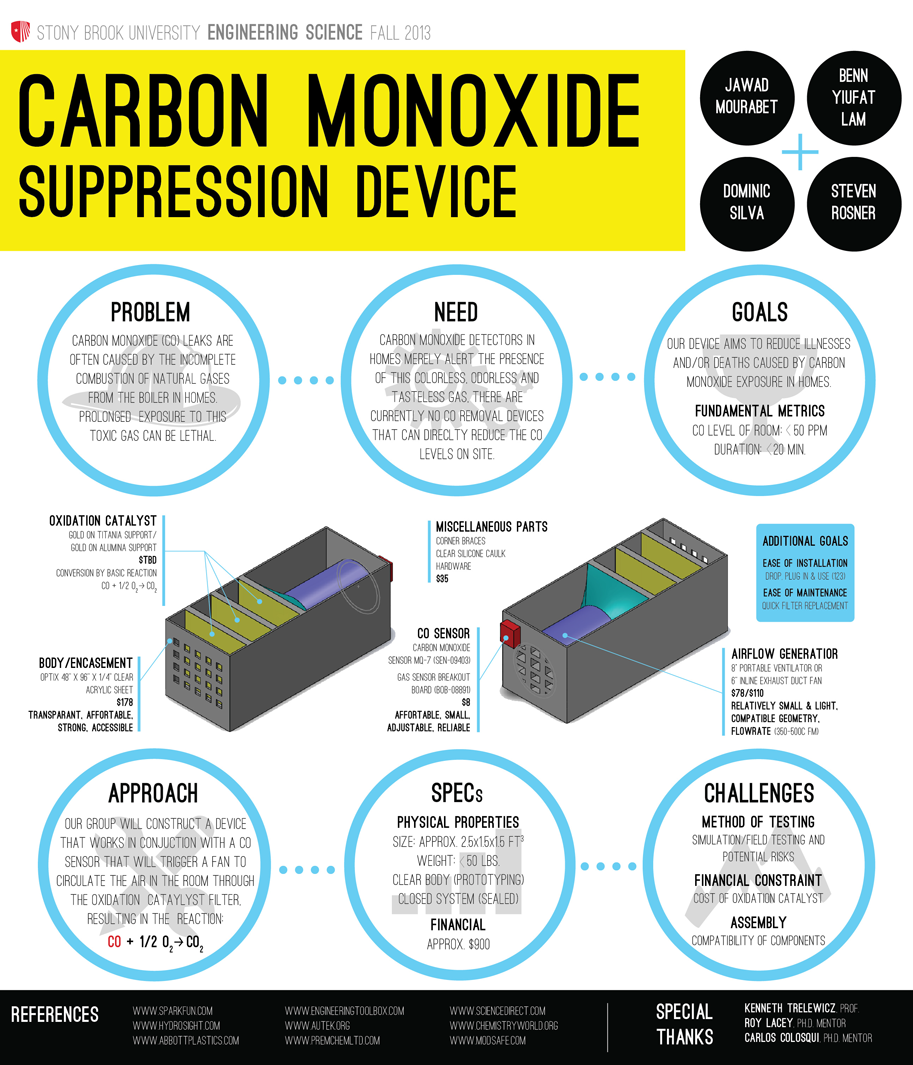 STONY BROOK UNIVERSITY ENGINEERING SCIENCE FALL 2013
CARBON MONOXIDE
SUPPRESSION DEVICE
JAWAD
MOURABET
BENN
YIUFAT
LAM
+
DOMINIC
SILVA
STEVEN
ROSNER
PROBLEM
CARBON MONOXIDE (CO) LEAKS ARE
OFTEN CAUSED BY THE INCOMPLETE
COMBUSTION OF NATURAL GASES
FROM THE BOILER IN HOMES.
PROLONGED EXPOSURE TO THIS
TOXIC GAS CAN BE LETHAL.
NEED
CARBON MONOXIDE DETECTORS IN
HOMES MERELY ALERT THE PRESENCE
OF THIS COLORLESS, ODORLESS AND
TASTELESS GAS. THERE ARE
CURRENTLY NO CO REMOVAL DEVICES
THAT CAN DIRECLTY REDUCE THE CO
LEVELS ON SITE.
GOALS
OUR DEVICE AIMS TO REDUCE ILLNESSES
AND/OR DEATHS CAUSED BY CARBON
MONOXIDE EXPOSURE IN HOMES.
FUNDAMENTAL METRICS
CO LEVEL OF ROOM: < 50 PPM
DURATION: <20 MIN.
OXIDATION CATALYST
GOLD ON TITANIA SUPPORT/
GOLD ON ALUMINA SUPPORT
$TBD
CONVERSION BY BASIC REACTION
CO + 1/2 O2→ CO2
BODY/ENCASEMENT
OPTIX 48" X 96" X 1/4" CLEAR
ACRYLIC SHEET
$178
TRANSPARANT, AFFORTABLE,
STRONG, ACCESSIBLE
MISCELLANEOUS PARTS
CORNER BRACES
CLEAR SILICONE CAULK
HARDWARE
$35
CO SENSOR
CARBON MONOXIDE
SENSOR MQ-7 (SEN-09403)
GAS SENSOR BREAKOUT
BOARD (BOB-08891)
$8
AFFORTABLE, SMALL,
ADJUSTABLE, RELIABLE
ADDITIONAL GOALS
EASE OF INSTALLATION
DROP, PLUG IN & USE (123)
EASE OF MAINTENANCE
QUICK FILTER REPLACEMENT
AIRFLOW GENERATIOR
8" PORTABLE VENTILATOR OR
6" INLINE EXHAUST DUCT FAN
$78/$110
RELATIVELY SMALL & LIGHT,
COMPATIBLE GEOMETRY,
FLOWRATE (350-500C FM)
APPROACH
OUR GROUP WILL CONSTRUCT A DEVICE
THAT WORKS IN CONJUCTION WITH A CO
SENSOR THAT WILL TRIGGER A FAN TO
CIRCULATE THE AIR IN THE ROOM THROUGH
THE OXIDATION CATAYLYST FILTER,
RESULTING IN THE REACTION:
CO + 1/2 O2→ CO2
SPECs
PHYSICAL PROPERTIES
SIZE: APPROX. 2.5x1.5x1.5 FT³
WEIGHT: < 50 LBS.
CLEAR BODY (PROTOTYPING)
CLOSED SYSTEM (SEALED)
FINANCIAL
APPROX. $900
CHALLENGES
METHOD OF TESTING
SIMULATION/FIELD TESTING AND
POTENTIAL RISKS
FINANCIAL CONSTRAINT
COST OF OXIDATION CATALYST
ASSEMBLY
COMPATIBILITY OF COMPONENTS
REFERENCES
WWW.SPARKFUN.COM
WWW.HYDROSIGHT.COM
WWW.ABBOTTPLASTICS.COM
WWW.ENGINEERINGTOOLBOX.COM
WWW.AUTEK.ORG
WWW.PREMCHEMLTD.COM
WWW.SCIENCEDIRECT.COM
WWW.CHEMISTRYWORLD.ORG
WWW.MODSAFE.COM
SPECIAL
THANKS
KENNETH TRELEWICZ, PROF.
ROY LACEY, PH.D. MENTOR
CARLOS COLOSQUI, PH.D. MENTOR